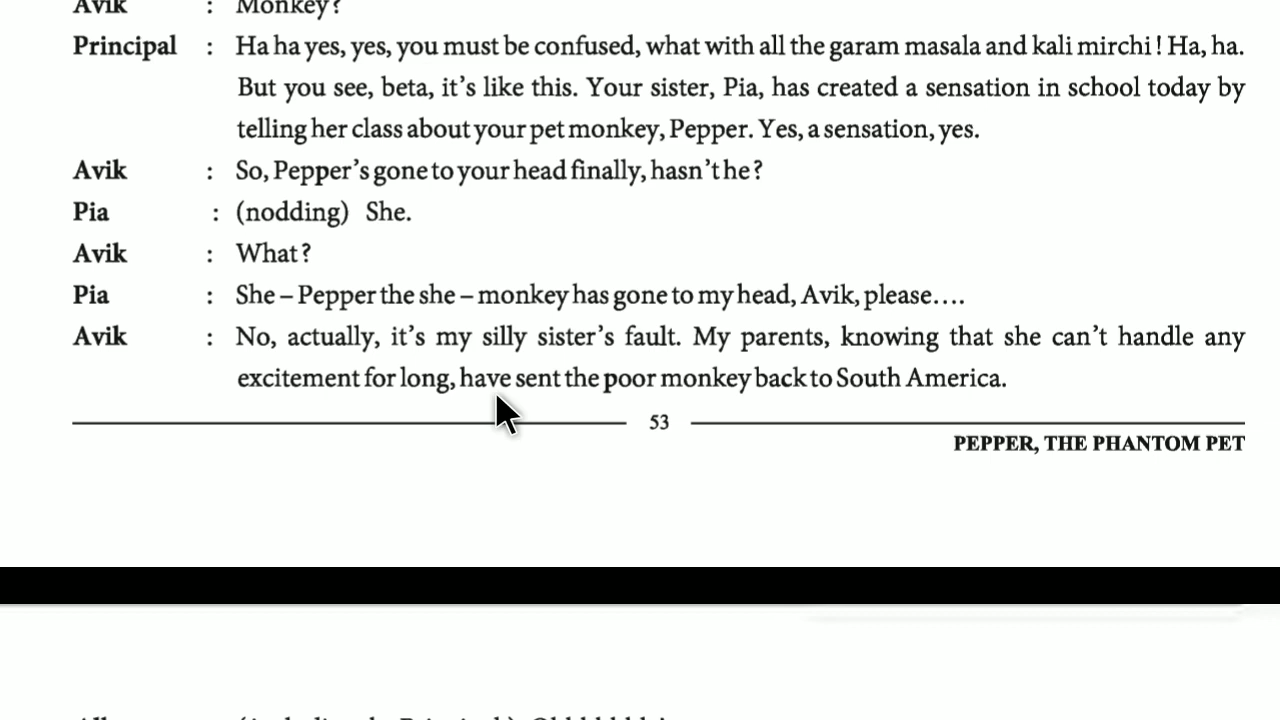 Avik : Monkey?
Principal : Ha ha yes, yes, you must be confused, what with all the garam masala and kali mirchi! Ha, ha.
But you see, beta, it's like this. Your sister, Pia, has created a sensation in school today by
telling her class about your pet monkey, Pepper. Yes, a sensation, yes.
Avik : So, Pepper's gone to your head finally, hasn't he?
Pia : (nodding) She.
Avik : What?
Pia : She – Pepper the she – monkey has gone to my head, Avik, please....
Avik : No, actually, it's my silly sister's fault. My parents, knowing that she can't handle any
excitement for long, have sent the poor monkey back to South America.
53
PEPPER, THE PHANTOM PET